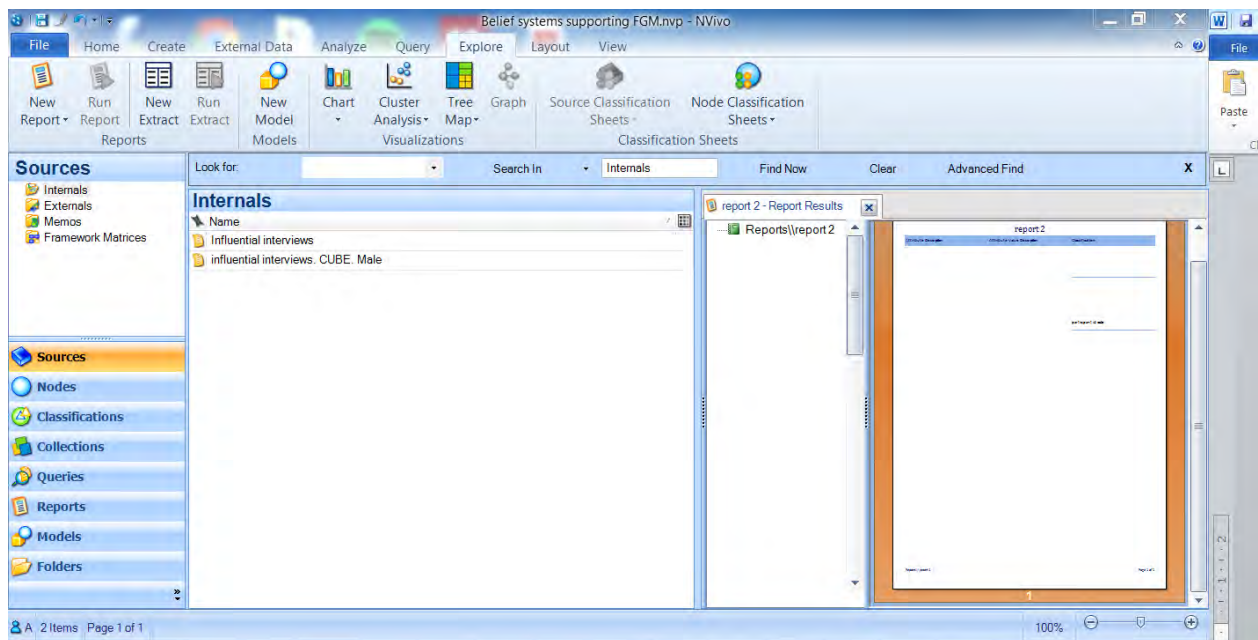 Belief systems supporting FGM.nvp - NVivo
File Home Create External Data Analyze Query Explore Layout View
File
New Report
Run Report
New Extract
Run Extract
New Model
Chart
Cluster Analysis
Tree Map
Graph
Source Classification Sheets
Node Classification Sheets
Paste
Reports Models Visualizations Classification Sheets
Sources
Look for: Search In Internals Find Now Clear Advanced Find X
Internals
Externals
Memos
Framework Matrices
Internals
Name
Influential interviews
influential interviews. CUBE. Male
report 2 - Report Results
Reports\\report 2
report 2
Sources
Nodes
Classifications
Collections
Queries
Reports
Models
Folders
1
A 2 Items Page 1 of 1
100%